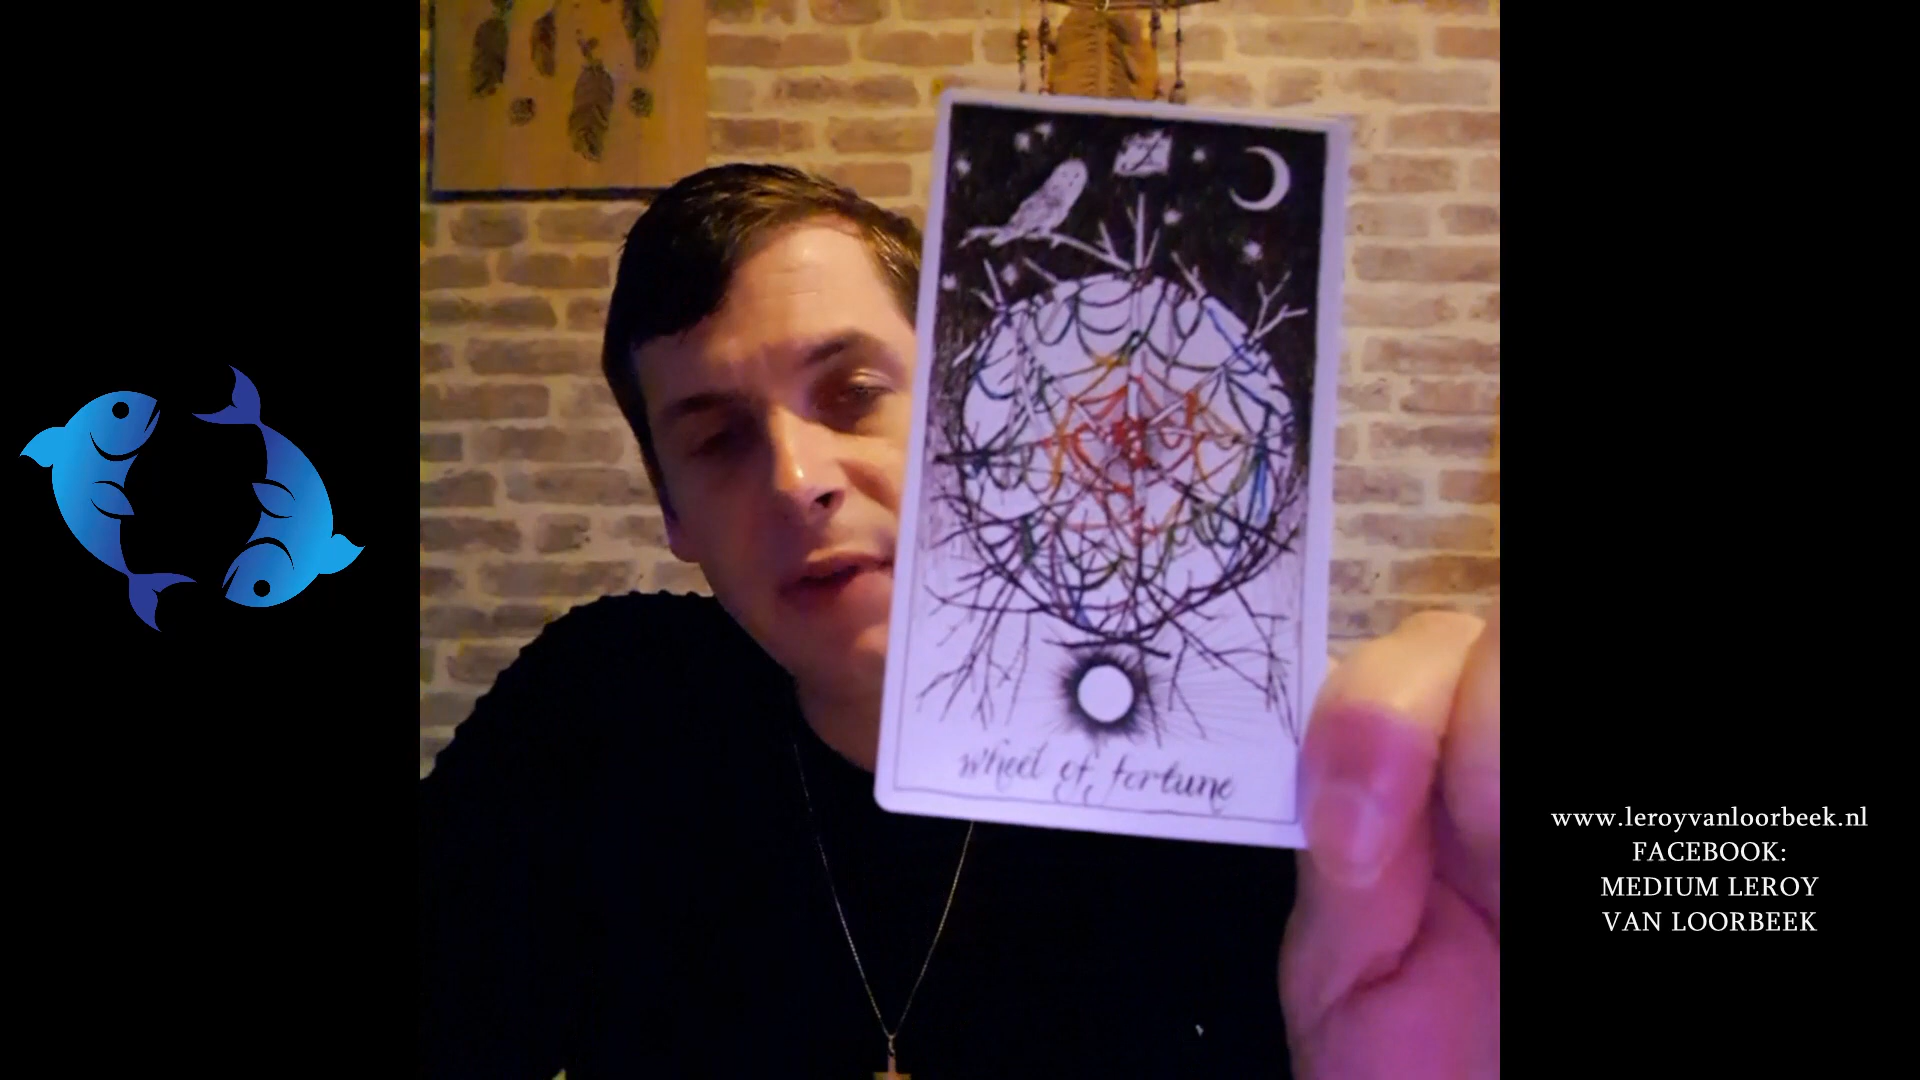 wheel of fortune
www.leroyvanloorbeek.nl
FACEBOOK:
MEDIUM LEROY
VAN LOORBEEK